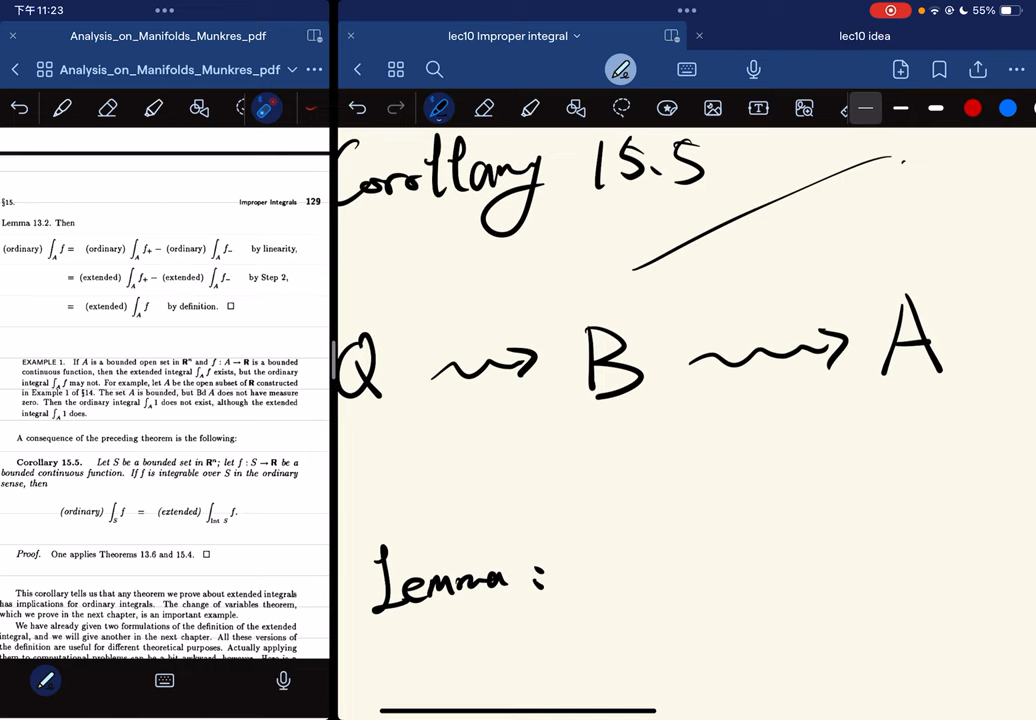 下午11:23
55%
Analysis_on_Manifolds_Munkres_pdf
lec10 Improper integral
lec10 idea
Analysis_on_Manifolds_Munkres_pdf
§15. Improper Integrals 129
Lemma 13.2. Then
(ordinary) ∫_A f = (ordinary) ∫_A f₊ − (ordinary) ∫_A f₋ by linearity,
= (extended) ∫_A f₊ − (extended) ∫_A f₋ by Step 2,
= (extended) ∫_A f by definition. □
EXAMPLE 1. If A is a bounded open set in Rⁿ and f : A → R is a bounded
continuous function, then the extended integral ∫_A f exists, but the ordinary
integral ∫_A f may not. For example, let A be the open subset of R constructed
in Example 1 of §14. The set A is bounded, but Bd A does not have measure
zero. Then the ordinary integral ∫_A 1 does not exist, although the extended
integral ∫_A 1 does.
A consequence of the preceding theorem is the following:
Corollary 15.5. Let S be a bounded set in Rⁿ; let f : S → R be a
bounded continuous function. If f is integrable over S in the ordinary
sense, then
(ordinary) ∫_S f = (extended) ∫_Int S f.
Proof. One applies Theorems 13.6 and 15.4. □
This corollary tells us that any theorem we prove about extended integrals
has implications for ordinary integrals. The change of variables theorem,
which we prove in the next chapter, is an important example.
We have already given two formulations of the definition of the extended
integral, and we will give another in the next chapter. All these versions of
the definition are useful for different theoretical purposes. Actually applying
them to computational problems can be a bit awkward, however. Here is a
Corollary 15.5
Q ⇝ B ⇝ A
Lemma :